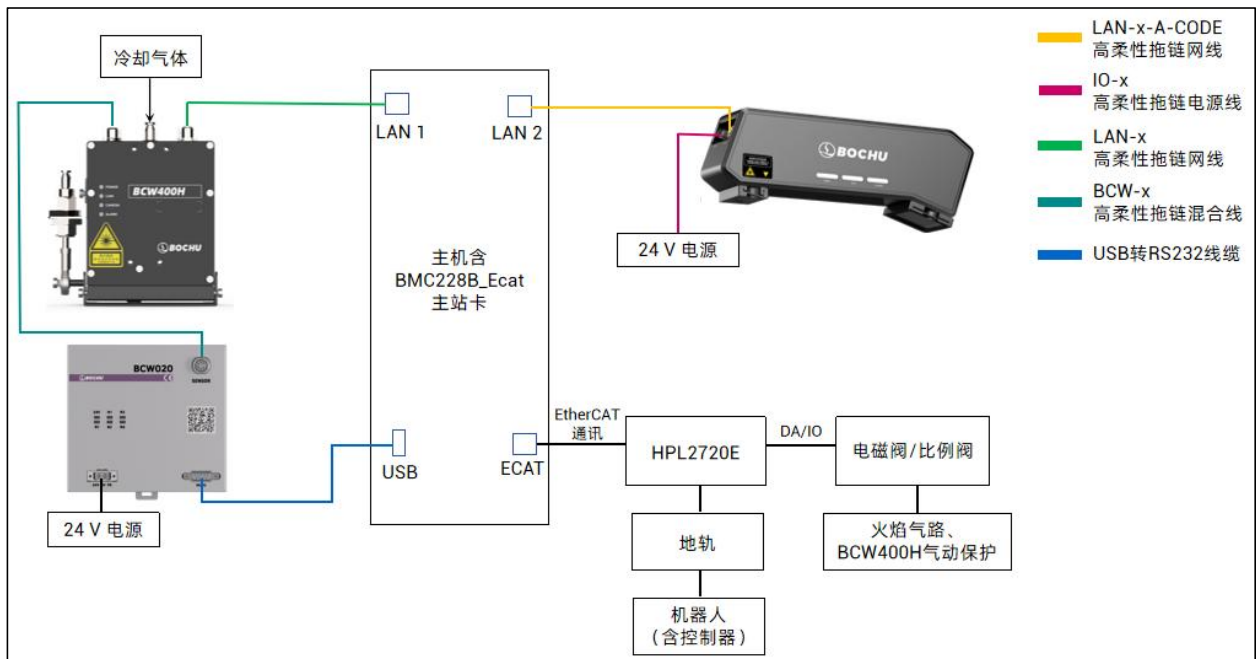 冷却气体
LAN 1
LAN 2
LAN-x-A-CODE
高柔性拖链网线
IO-x
高柔性拖链电源线
LAN-x
高柔性拖链网线
BCW-x
高柔性拖链混合线
USB转RS232线缆
BCW400H
BOCHU
BOCHU
24 V 电源
主机含
BMC228B_Ecat
主站卡
BCW020
BOCHU
SENSOR
24 V 电源
USB
ECAT
EtherCAT
通讯
HPL2720E
DA/IO
电磁阀/比例阀
地轨
火焰气路、
BCW400H气动保护
机器人
（含控制器）